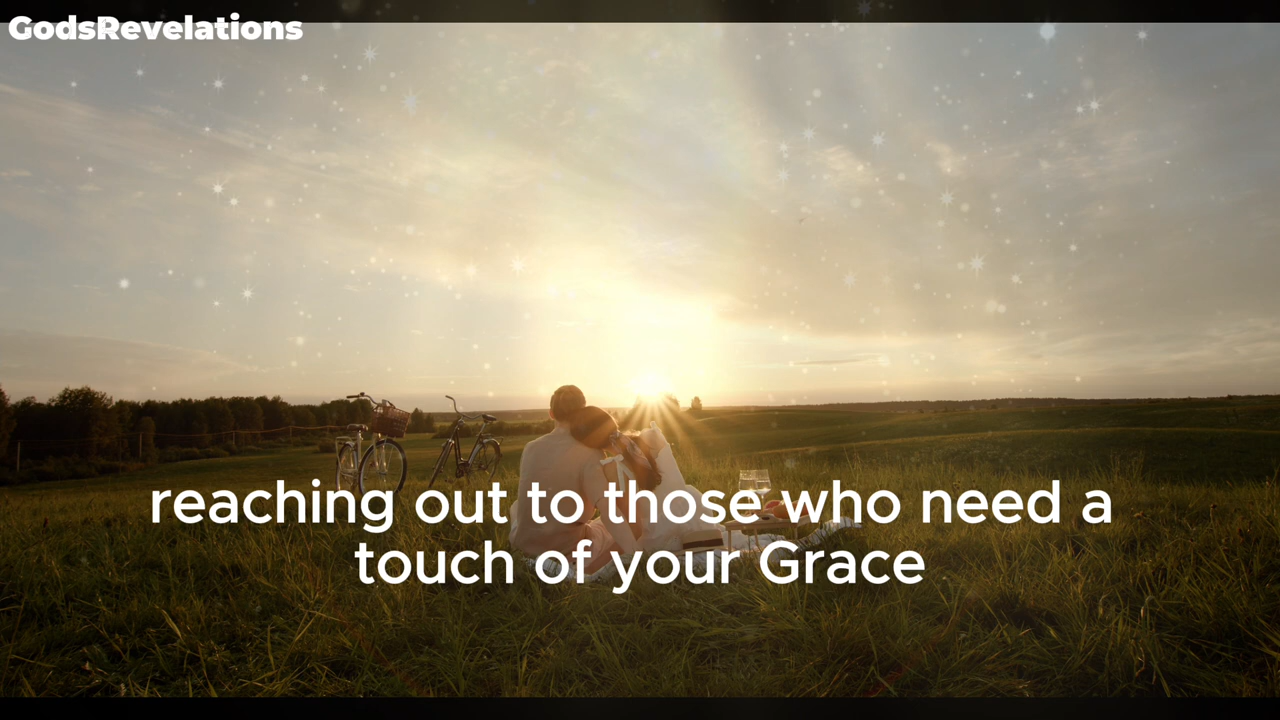 GodsRevelations
reaching out to those who need a
touch of your Grace